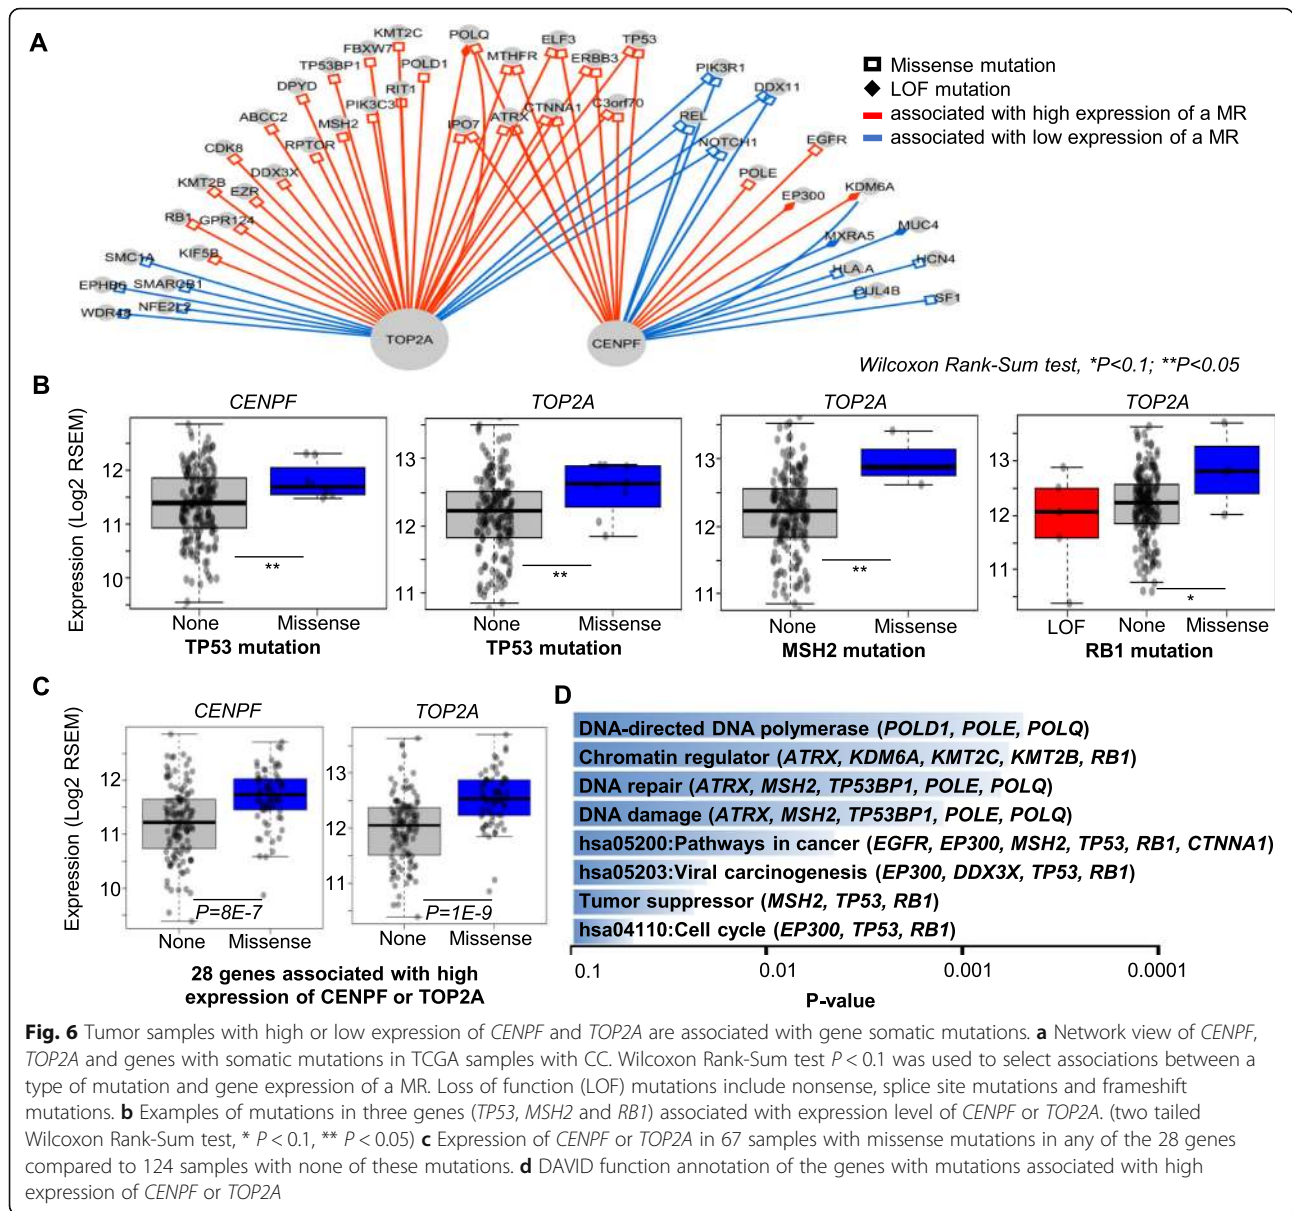 A
KMT2C
POLQ
ELF3
TP53
FBXW7
MTHFR
ERBB3
TP53BP1
POLD1
PIK3R1
DPYD
RIT1
DDX11
PIK3C3
CTNNA1
C3orf70
ABCC2
MSH2
IPO7
ATRX
REL
CDK8
RPTOR
NOTCH1
EGFR
DDX3X
POLE
KMT2B
EZR
EP300
KDM6A
RB1
GPR124
MXRA5
MUC4
SMC1A
KIF5B
HLA.A
HCN4
EPHB6
SMARCB1
CUL4B
SF1
WDR48
NFE2L2
TOP2A
CENPF
Missense mutation
LOF mutation
associated with high expression of a MR
associated with low expression of a MR
Wilcoxon Rank-Sum test, *P<0.1; **P<0.05
B
Expression (Log2 RSEM)
CENPF
12
11
10
**
None Missense
TP53 mutation
TOP2A
13
12
11
**
None Missense
TP53 mutation
TOP2A
13
12
11
**
None Missense
MSH2 mutation
TOP2A
13
12
11
*
LOF None Missense
RB1 mutation
C
Expression (Log2 RSEM)
CENPF
12
11
10
P=8E-7
None Missense
TOP2A
13
12
11
P=1E-9
None Missense
28 genes associated with high
expression of CENPF or TOP2A
D
DNA-directed DNA polymerase (POLD1, POLE, POLQ)
Chromatin regulator (ATRX, KDM6A, KMT2C, KMT2B, RB1)
DNA repair (ATRX, MSH2, TP53BP1, POLE, POLQ)
DNA damage (ATRX, MSH2, TP53BP1, POLE, POLQ)
hsa05200:Pathways in cancer (EGFR, EP300, MSH2, TP53, RB1, CTNNA1)
hsa05203:Viral carcinogenesis (EP300, DDX3X, TP53, RB1)
Tumor suppressor (MSH2, TP53, RB1)
hsa04110:Cell cycle (EP300, TP53, RB1)
0.1 0.01 0.001 0.0001
P-value
Fig. 6 Tumor samples with high or low expression of CENPF and TOP2A are associated with gene somatic mutations. a Network view of CENPF,
TOP2A and genes with somatic mutations in TCGA samples with CC. Wilcoxon Rank-Sum test P < 0.1 was used to select associations between a
type of mutation and gene expression of a MR. Loss of function (LOF) mutations include nonsense, splice site mutations and frameshift
mutations. b Examples of mutations in three genes (TP53, MSH2 and RB1) associated with expression level of CENPF or TOP2A. (two tailed
Wilcoxon Rank-Sum test, * P < 0.1, ** P < 0.05) c Expression of CENPF or TOP2A in 67 samples with missense mutations in any of the 28 genes
compared to 124 samples with none of these mutations. d DAVID function annotation of the genes with mutations associated with high
expression of CENPF or TOP2A